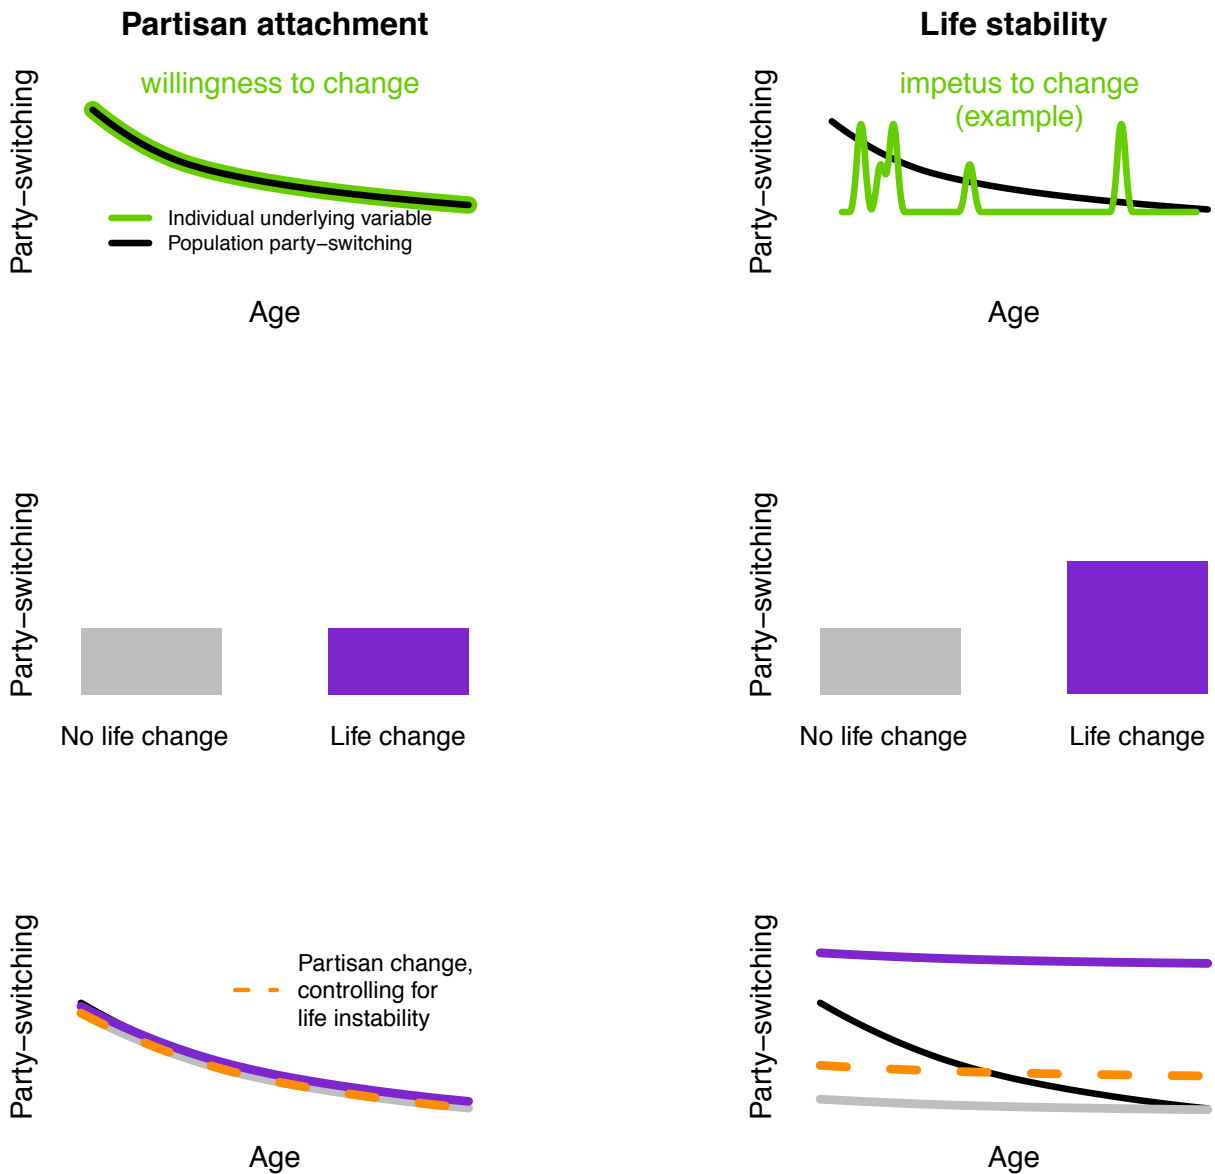 Partisan attachment
Life stability
Party−switching
willingness to change
Individual underlying variable
Population party−switching
Age
Party−switching
impetus to change
(example)
Age
Party−switching
No life change
Life change
Party−switching
No life change
Life change
Party−switching
Partisan change,
controlling for
life instability
Age
Party−switching
Age